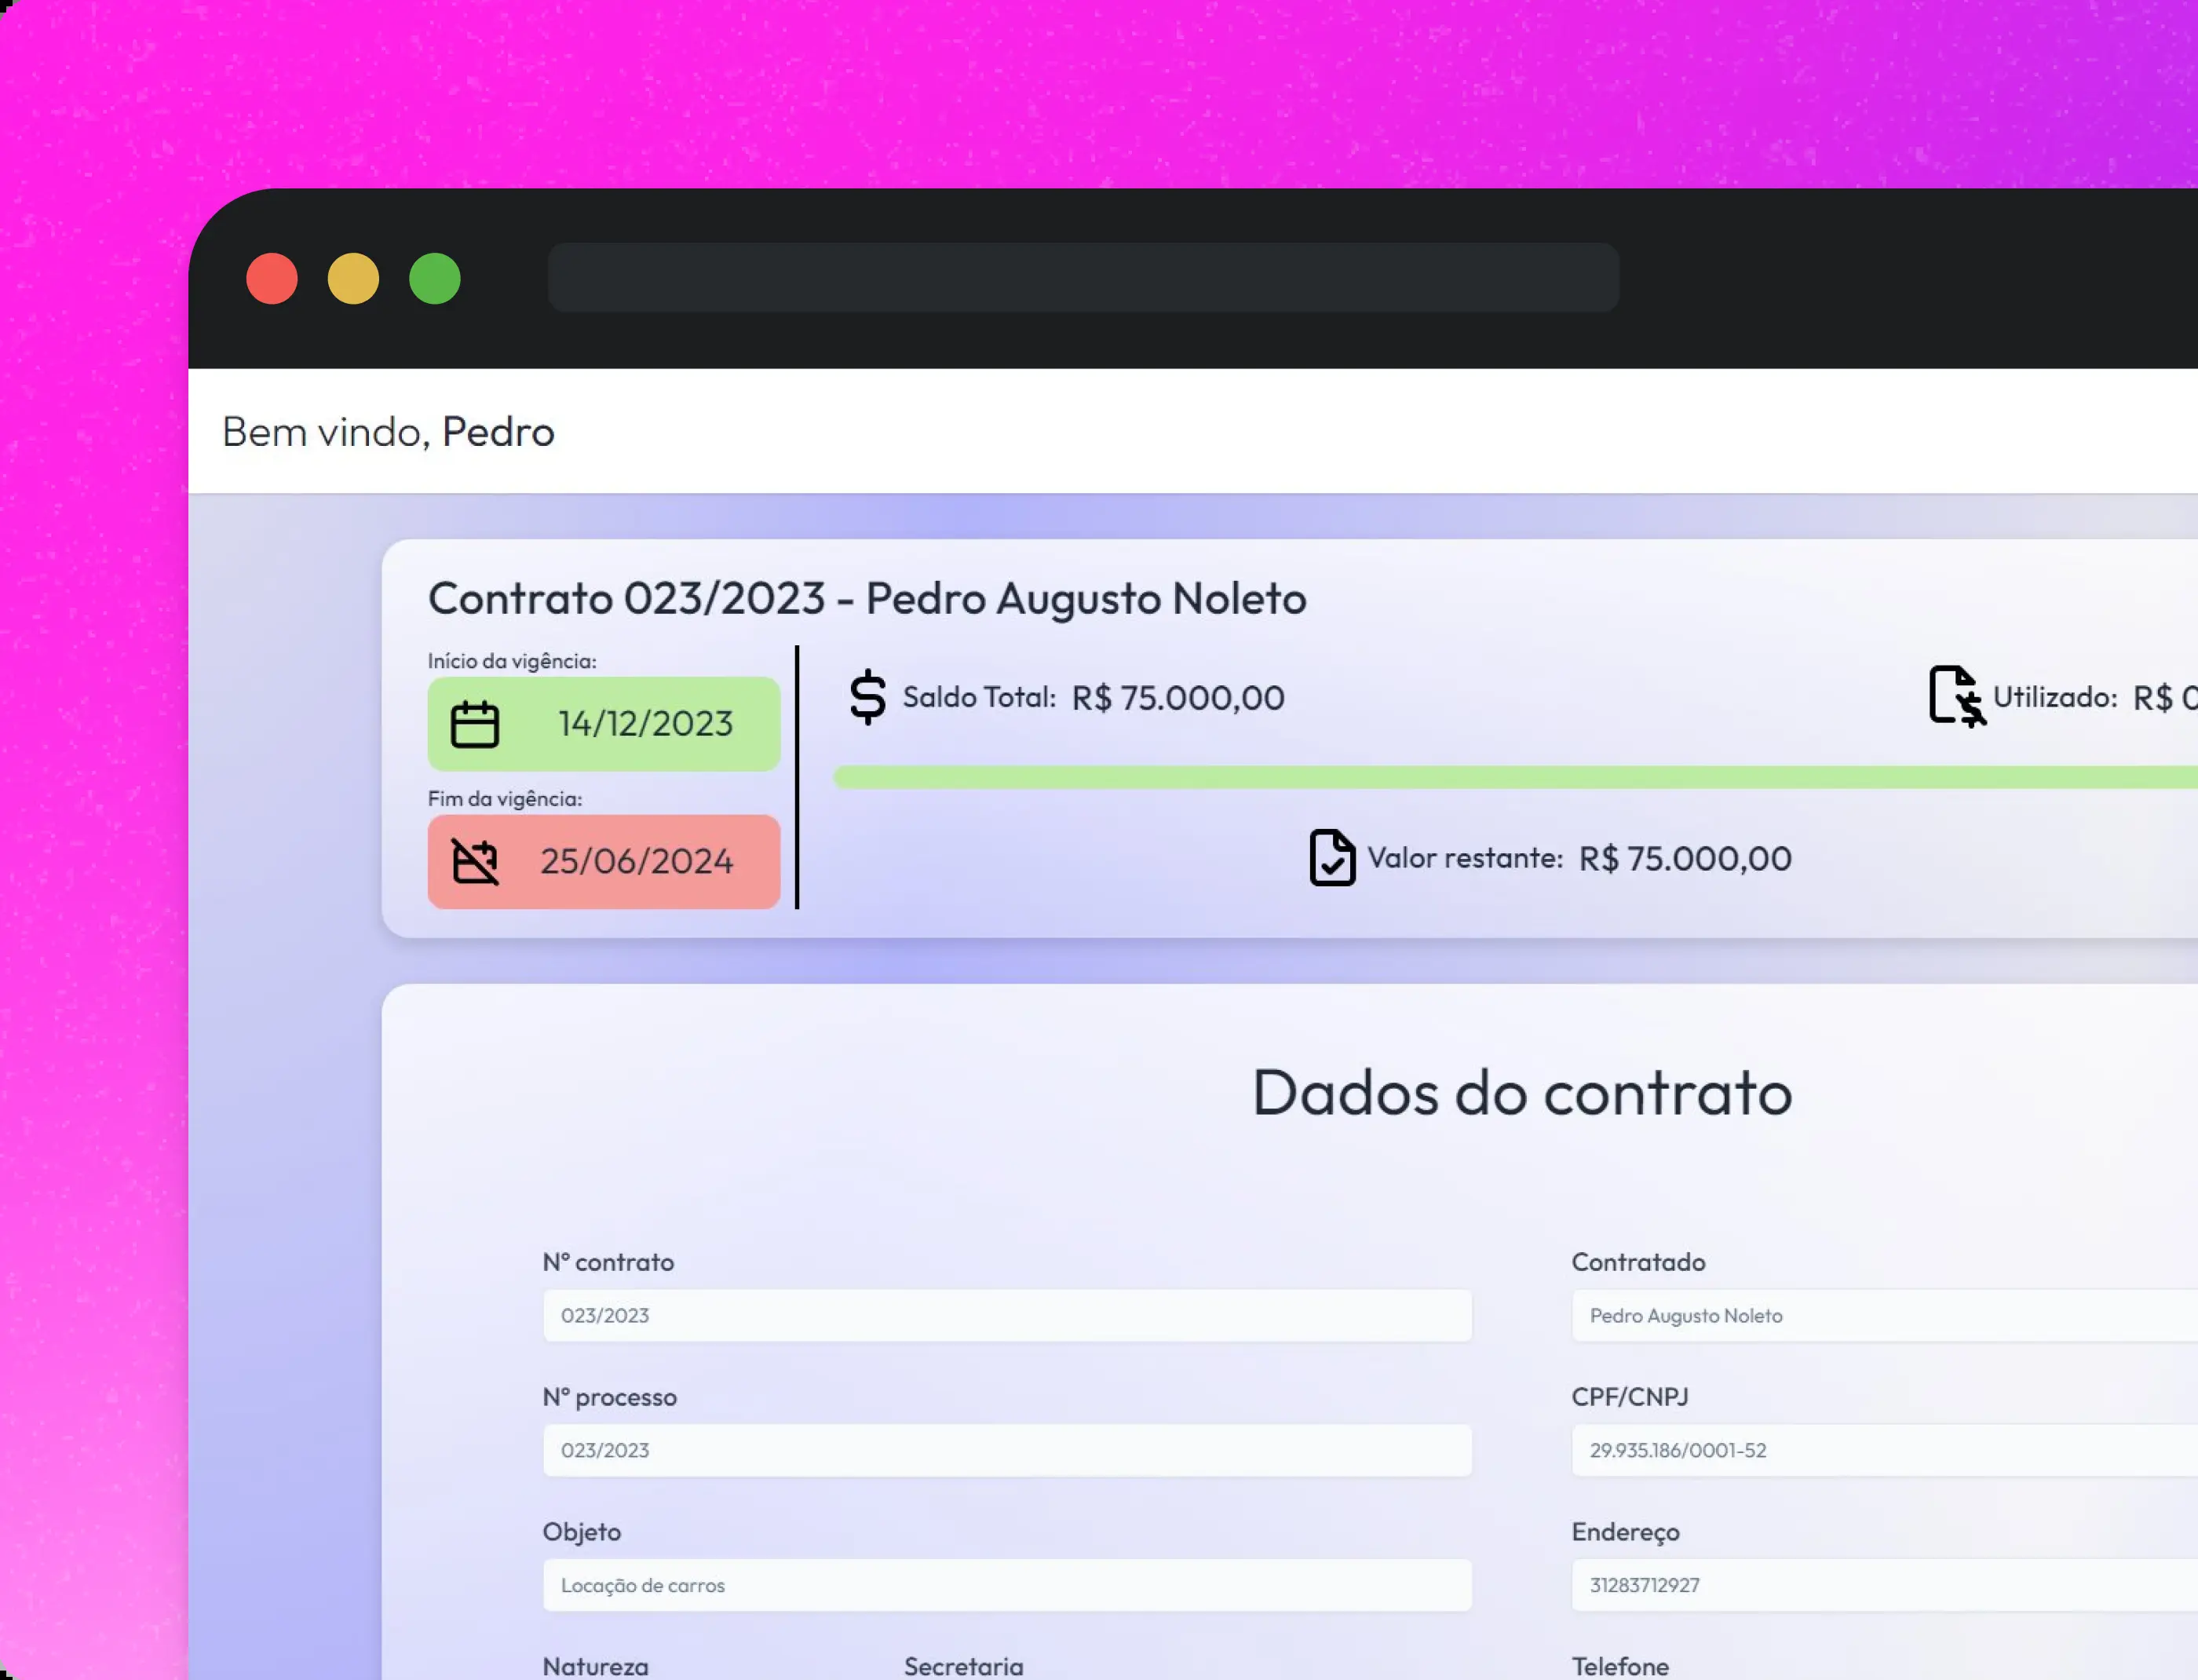 Bem vindo, Pedro
Contrato 023/2023 - Pedro Augusto Noleto
Início da vigência:
14/12/2023
Saldo Total: R$ 75.000,00
Utilizado: R$ 0
Fim da vigência:
25/06/2024
Valor restante: R$ 75.000,00
Dados do contrato
Nº contrato
Contratado
023/2023
Pedro Augusto Noleto
Nº processo
CPF/CNPJ
023/2023
29.935.186/0001-52
Objeto
Endereço
Locação de carros
31283712927
Natureza
Secretaria
Telefone